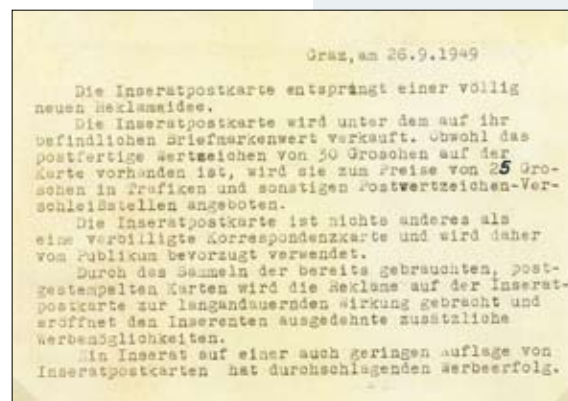 Graz,am 26.9.1949
Die Inseratpostkarte entspringt einer völlig
neuen Reklameidee.
Die Inseratpostkarte wird unter dem auf ihr
befindlichen Briefmarkenwert verkauft. Obwohl das
postfertige Wertzeichen von 30 Groschen auf der
Karte vorhanden ist, wird sie zum Preise von 25 Gro-
schen in Trafiken und sonstigen Postwertzeichen-Ver-
schleißstellen angeboten.
Die Inseratpostkarte ist nichts anderes als
eine verbilligte Korrespondenzkarte und wird daher
vom Publikum bevorzugt verwendet.
Durch das Sammeln der bereits gebrauchten, post-
gestempelten Karten wird die Reklame auf der Inserat-
postkarte zur langandauernden Wirkung gebracht und
eröffnet den Inserenten ausgedehnte zusätzliche
Werbemöglichkeiten.
Ein Inserat auf einer auch geringen Auflage von
Inseratpostkarten hat durchschlagenden Werbeerfolg.